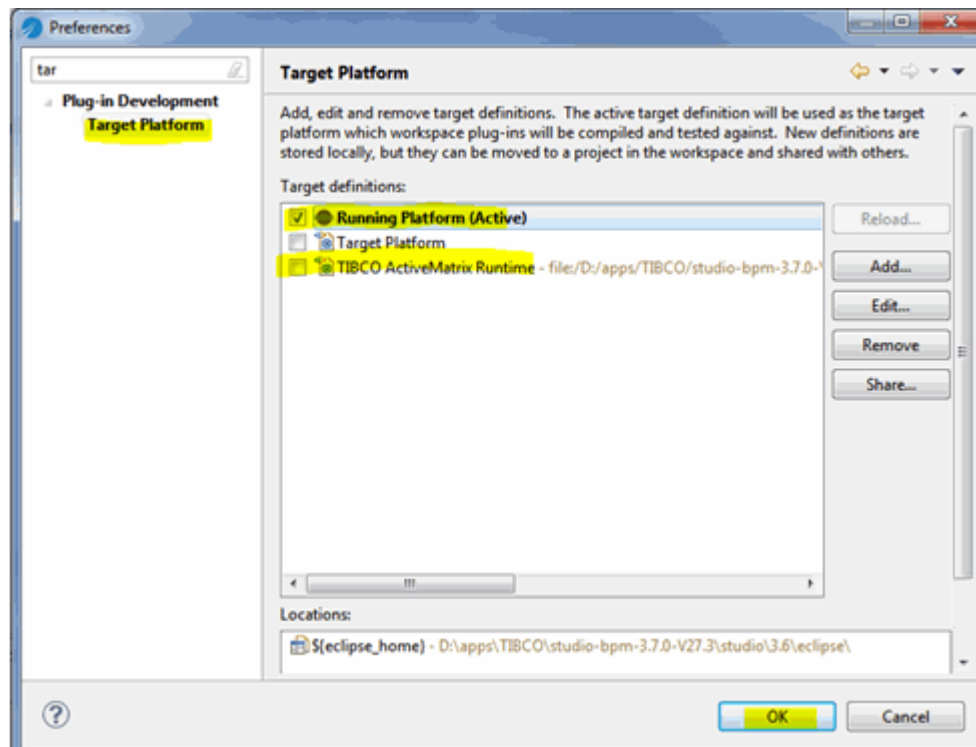 Preferences
tar
Target Platform
Plug-in Development
Target Platform
Add, edit and remove target definitions. The active target definition will be used as the target
platform which workspace plug-ins will be compiled and tested against. New definitions are
stored locally, but they can be moved to a project in the workspace and shared with others.
Target definitions:
Running Platform (Active)
Reload...
Target Platform
TIBCO ActiveMatrix Runtime - file:/D:/apps/TIBCO/studio-bpm-3.7.0-
Add...
Edit...
Remove
Share...
Locations:
${eclipse_home} - D:\apps\TIBCO\studio-bpm-3.7.0-V27.3\studio\3.6\eclipse\
OK
Cancel